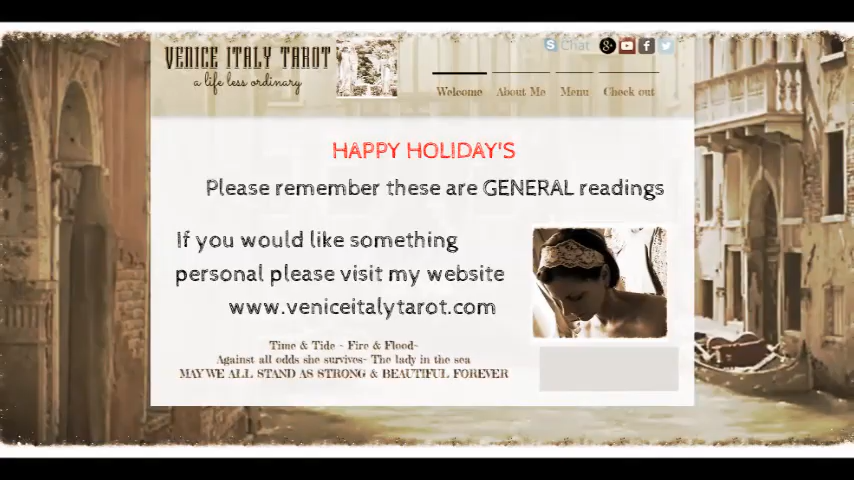 VENICE ITALY TAROT
a life less ordinary
Chat
Welcome About Me Menu Check out
HAPPY HOLIDAY'S
Please remember these are GENERAL readings
If you would like something
personal please visit my website
www.veniceitalytarot.com
Time & Tide ~ Fire & Flood~
Against all odds she survives~ The lady in the sea
MAY WE ALL STAND AS STRONG & BEAUTIFUL FOREVER